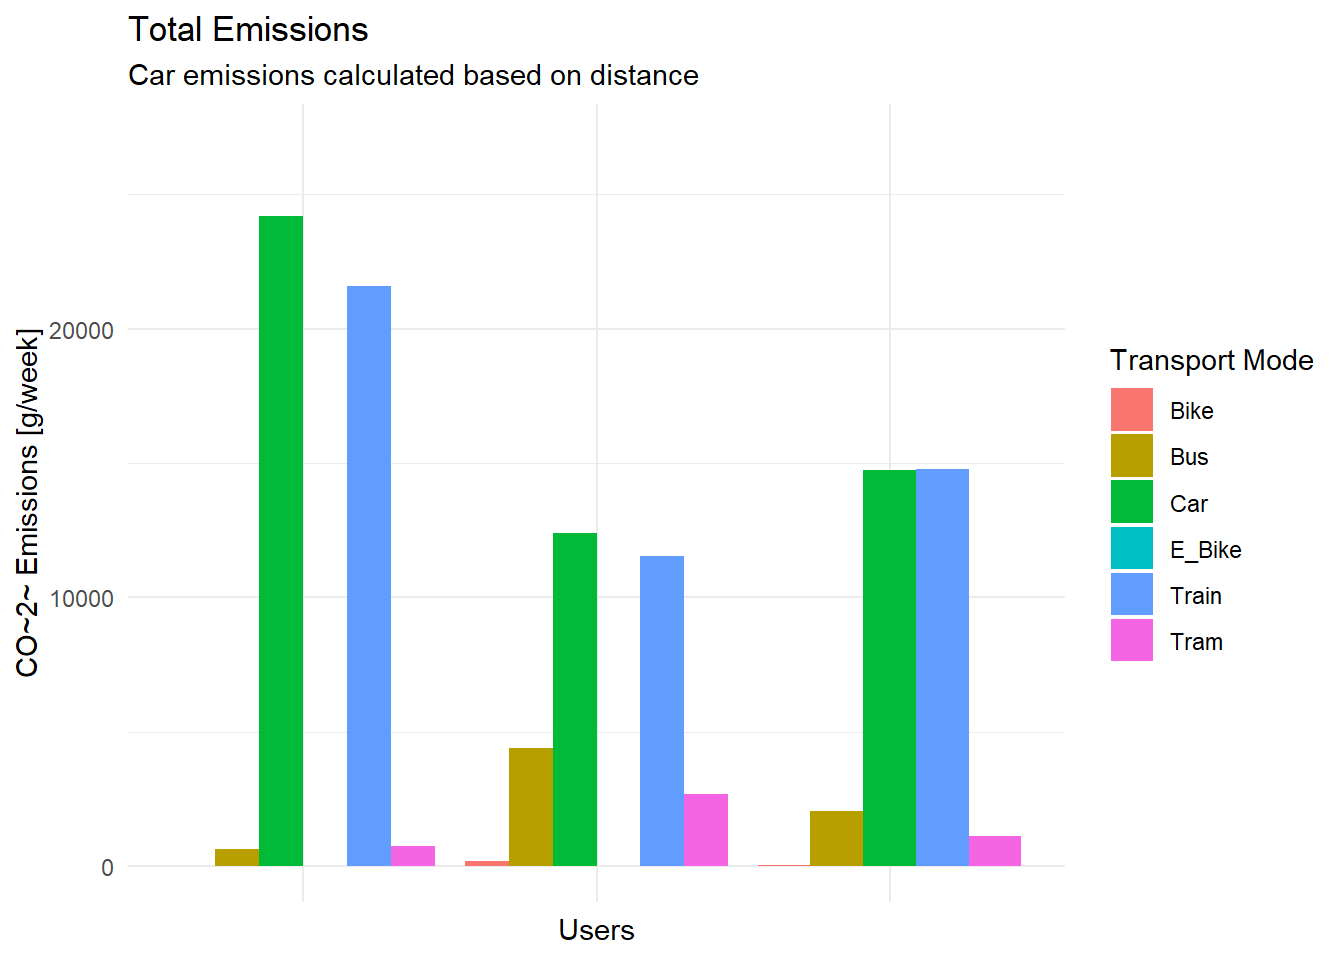 Total Emissions
Car emissions calculated based on distance
CO~2~ Emissions [g/week]
20000
10000
0
Users
Transport Mode
Bike
Bus
Car
E_Bike
Train
Tram